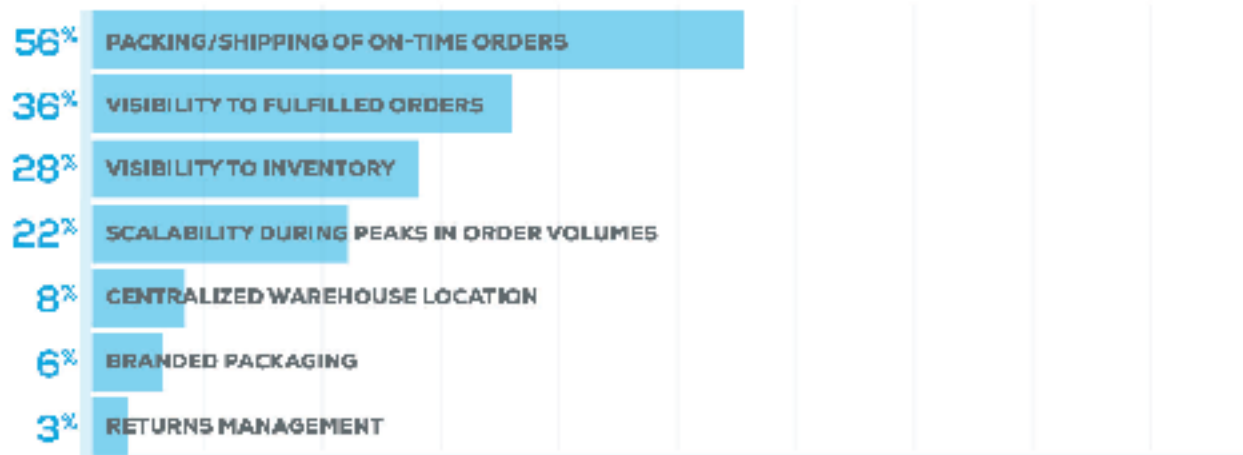 56% PACKING/SHIPPING OF ON-TIME ORDERS
36% VISIBILITY TO FULFILLED ORDERS
28% VISIBILITY TO INVENTORY
22% SCALABILITY DURING PEAKS IN ORDER VOLUMES
8% CENTRALIZED WAREHOUSE LOCATION
6% BRANDED PACKAGING
3% RETURNS MANAGEMENT